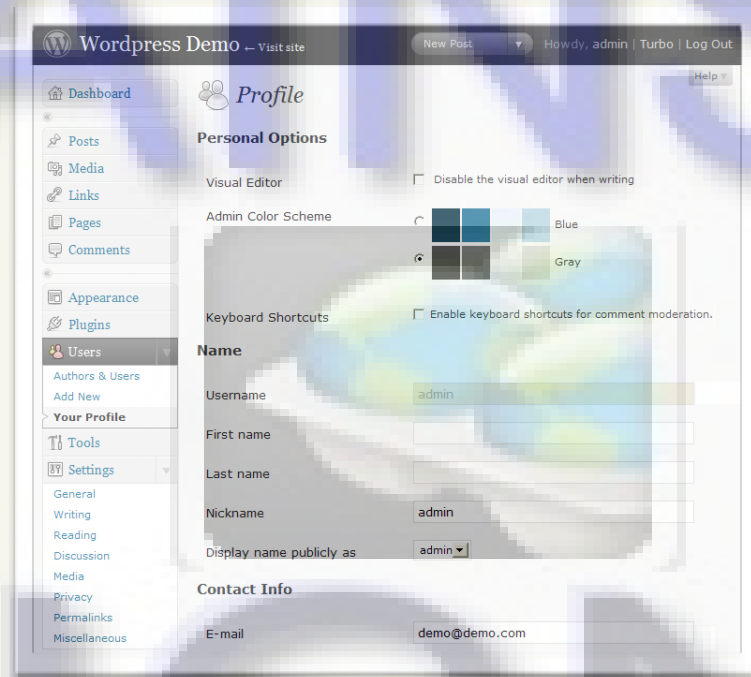 Wordpress Demo ← Visit site
New Post
Howdy, admin | Turbo | Log Out
Help
Dashboard
Posts
Media
Links
Pages
Comments
Appearance
Plugins
Users
Authors & Users
Add New
Your Profile
Tools
Settings
General
Writing
Reading
Discussion
Media
Privacy
Permalinks
Miscellaneous
Profile
Personal Options
Visual Editor Disable the visual editor when writing
Admin Color Scheme
Blue
Gray
Keyboard Shortcuts Enable keyboard shortcuts for comment moderation.
Name
Username admin
First name
Last name
Nickname admin
Display name publicly as admin
Contact Info
E-mail demo@demo.com